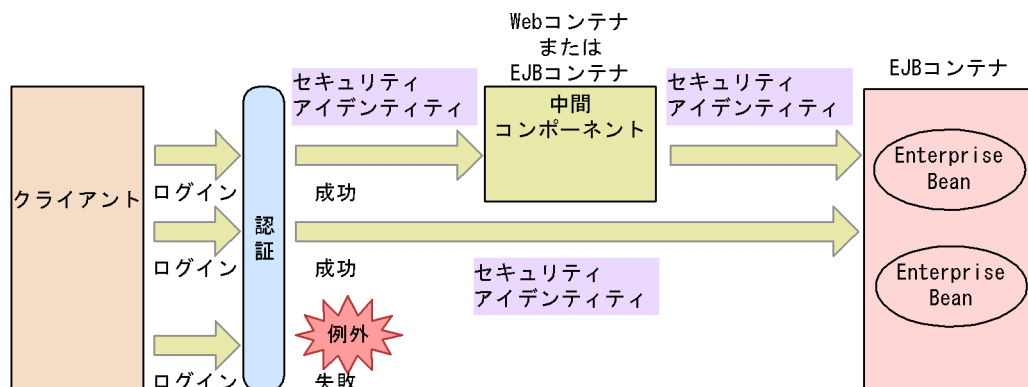 Webコンテナ
または
EJBコンテナ
EJBコンテナ
セキュリティ
アイデンティティ
中間
コンポーネント
セキュリティ
アイデンティティ
Enterprise
Bean
クライアント
ログイン
成功
認証
ログイン
成功
セキュリティ
アイデンティティ
Enterprise
Bean
例外
ログイン
失敗